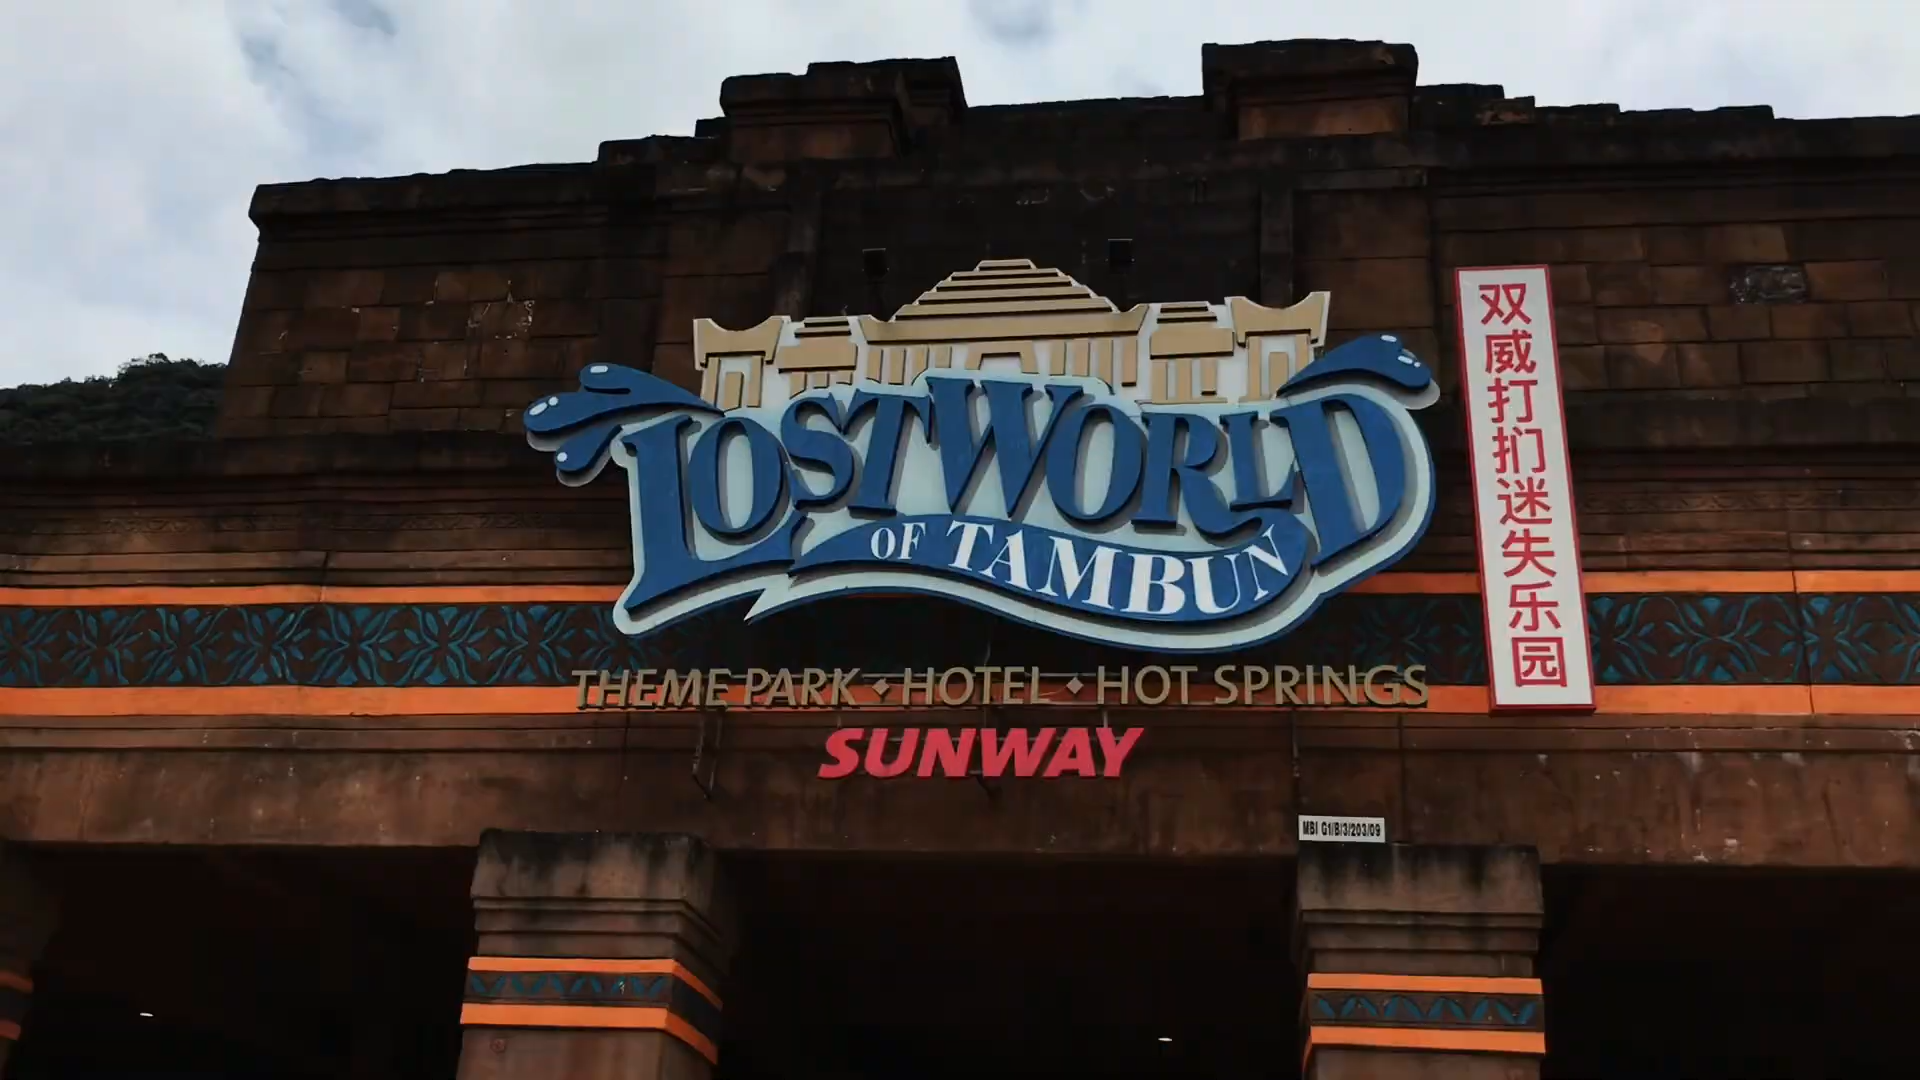 LOST WORLD
OF TAMBUN
THEME PARK • HOTEL • HOT SPRINGS
SUNWAY
双威打扪迷失乐园
MBI G1/B/3/203/09